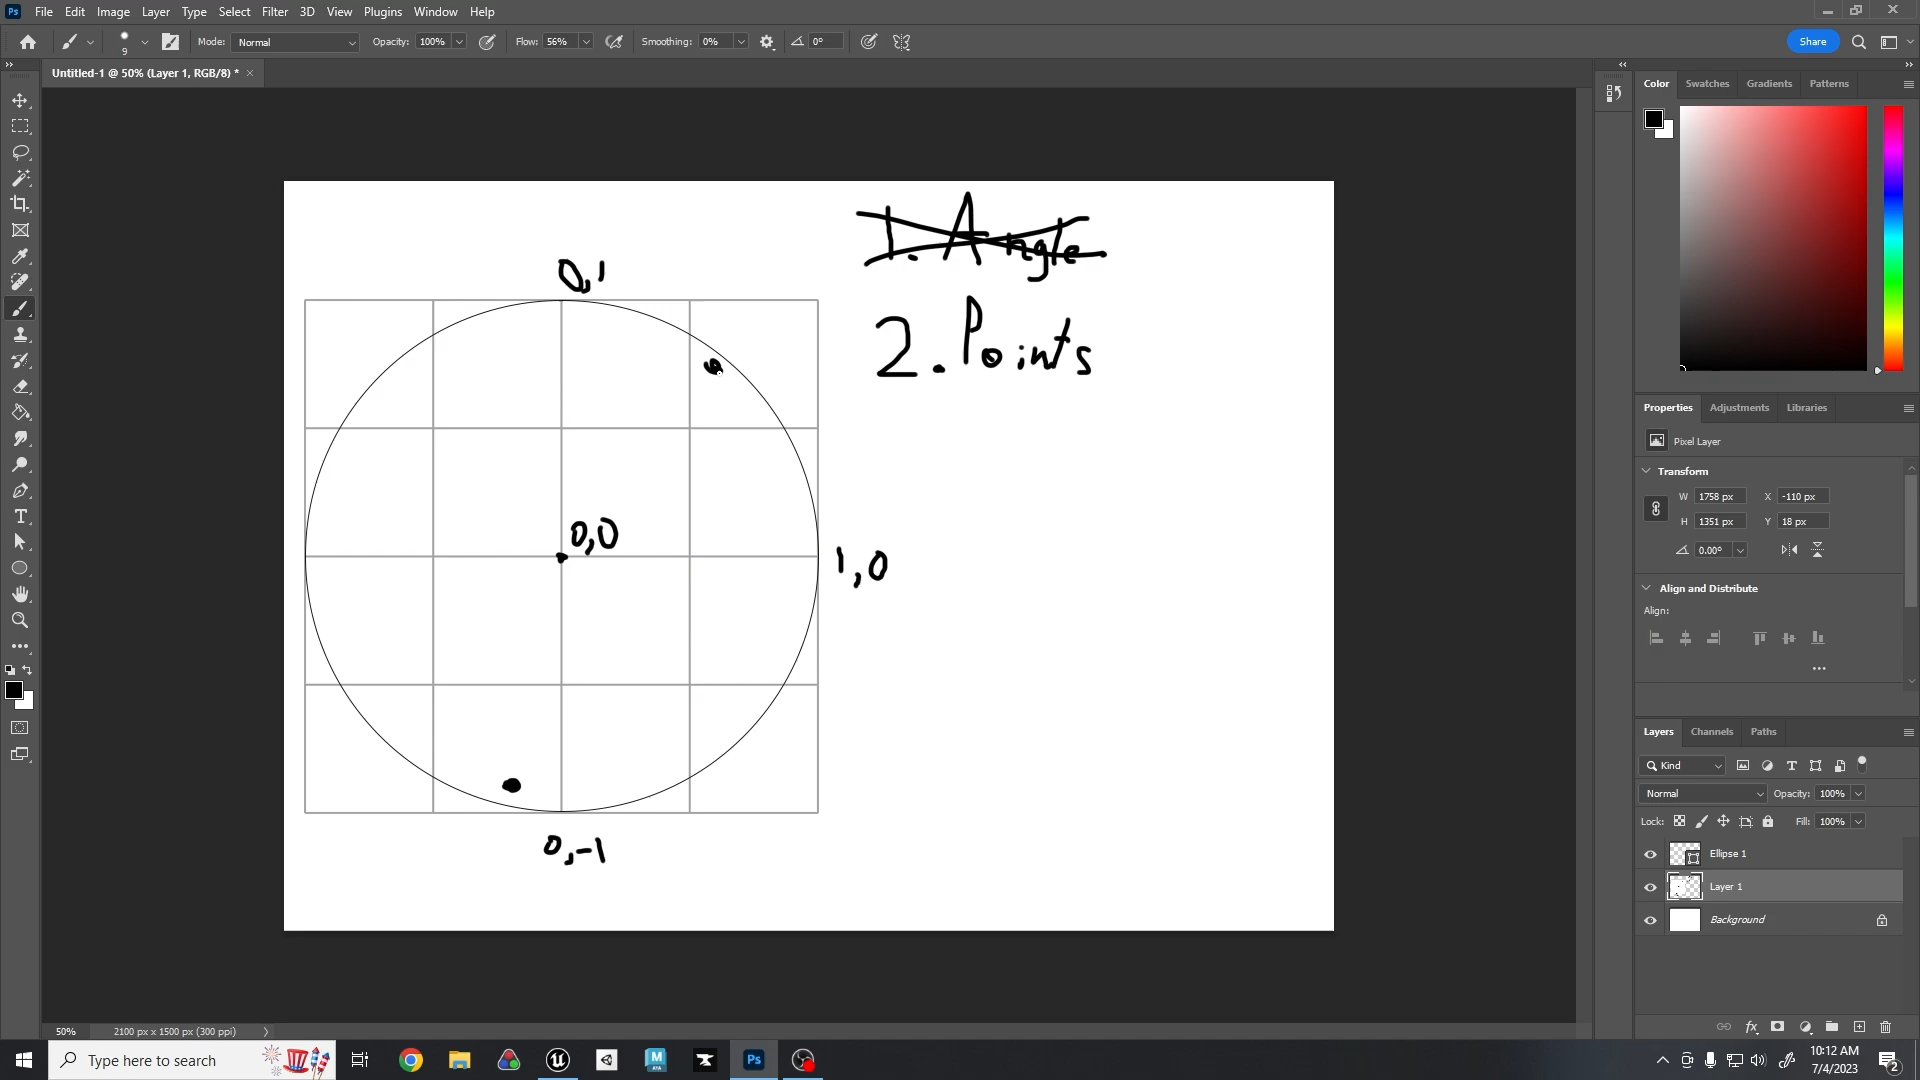 Ps File Edit Image Layer Type Select Filter 3D View Plugins Window Help
9 Mode: Normal Opacity: 100% Flow: 56% Smoothing: 0% 0° Share
Untitled-1 @ 50% (Layer 1, RGB/8) * ×
Color Swatches Gradients Patterns
1. Angle
2. Points
0,1
0,0
1,0
0,-1
Properties Adjustments Libraries
Pixel Layer
Transform
W 1758 px X -110 px
H 1351 px Y 18 px
0.00°
Align and Distribute
Align:
Layers Channels Paths
Kind
Normal Opacity: 100%
Lock: Fill: 100%
Ellipse 1
Layer 1
Background
fx
50% 2100 px x 1500 px (300 ppi)
Type here to search
Ps
10:12 AM
7/4/2023
2